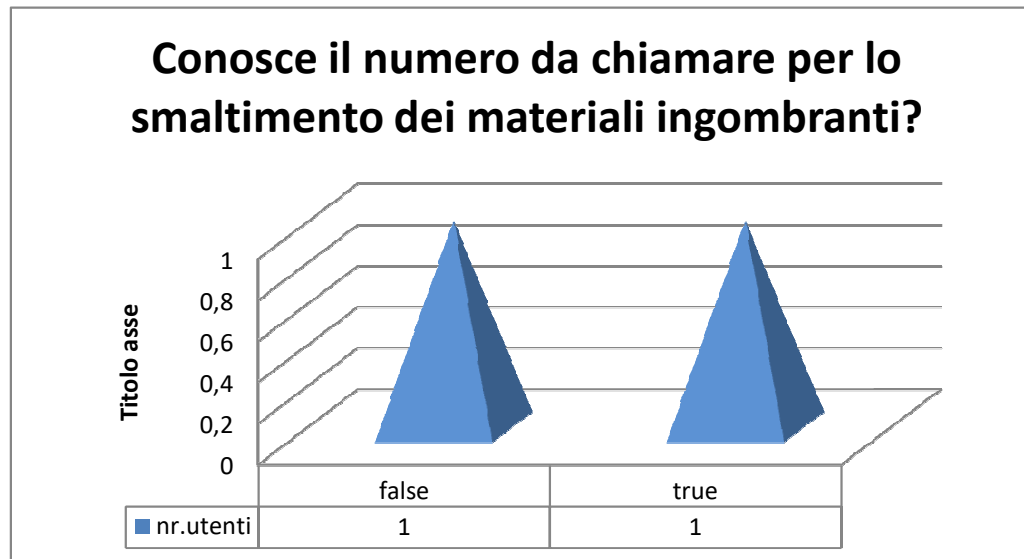 Conosce il numero da chiamare per lo
smaltimento dei materiali ingombranti?
Titolo asse
1
0,8
0,6
0,4
0,2
0
false true
nr.utenti 1 1